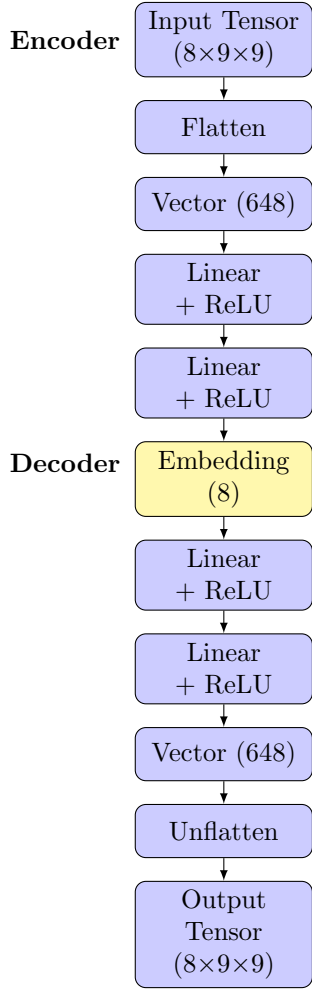 Encoder
Input Tensor
(8×9×9)
Flatten
Vector (648)
Linear
+ ReLU
Linear
+ ReLU
Decoder
Embedding
(8)
Linear
+ ReLU
Linear
+ ReLU
Vector (648)
Unflatten
Output
Tensor
(8×9×9)